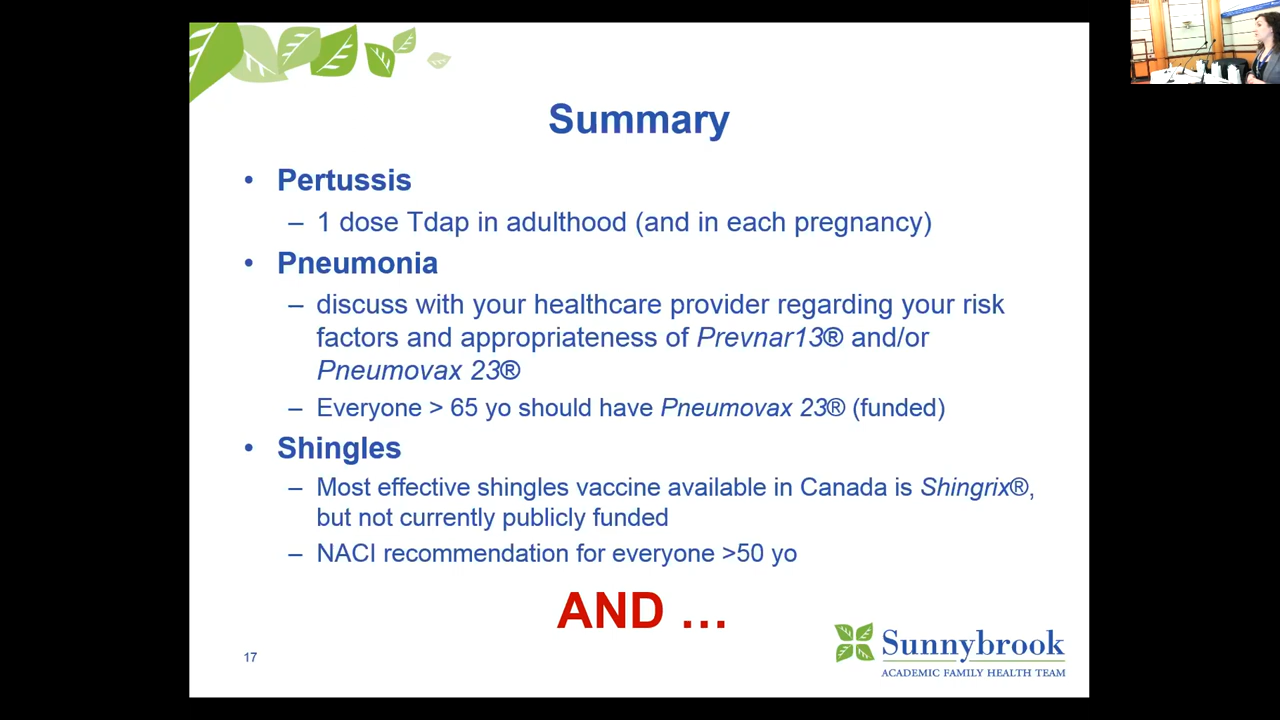 Summary
• Pertussis
– 1 dose Tdap in adulthood (and in each pregnancy)
• Pneumonia
– discuss with your healthcare provider regarding your risk
factors and appropriateness of Prevnar13® and/or
Pneumovax 23®
– Everyone > 65 yo should have Pneumovax 23® (funded)
• Shingles
– Most effective shingles vaccine available in Canada is Shingrix®,
but not currently publicly funded
– NACI recommendation for everyone >50 yo
AND …
17
Sunnybrook
ACADEMIC FAMILY HEALTH TEAM